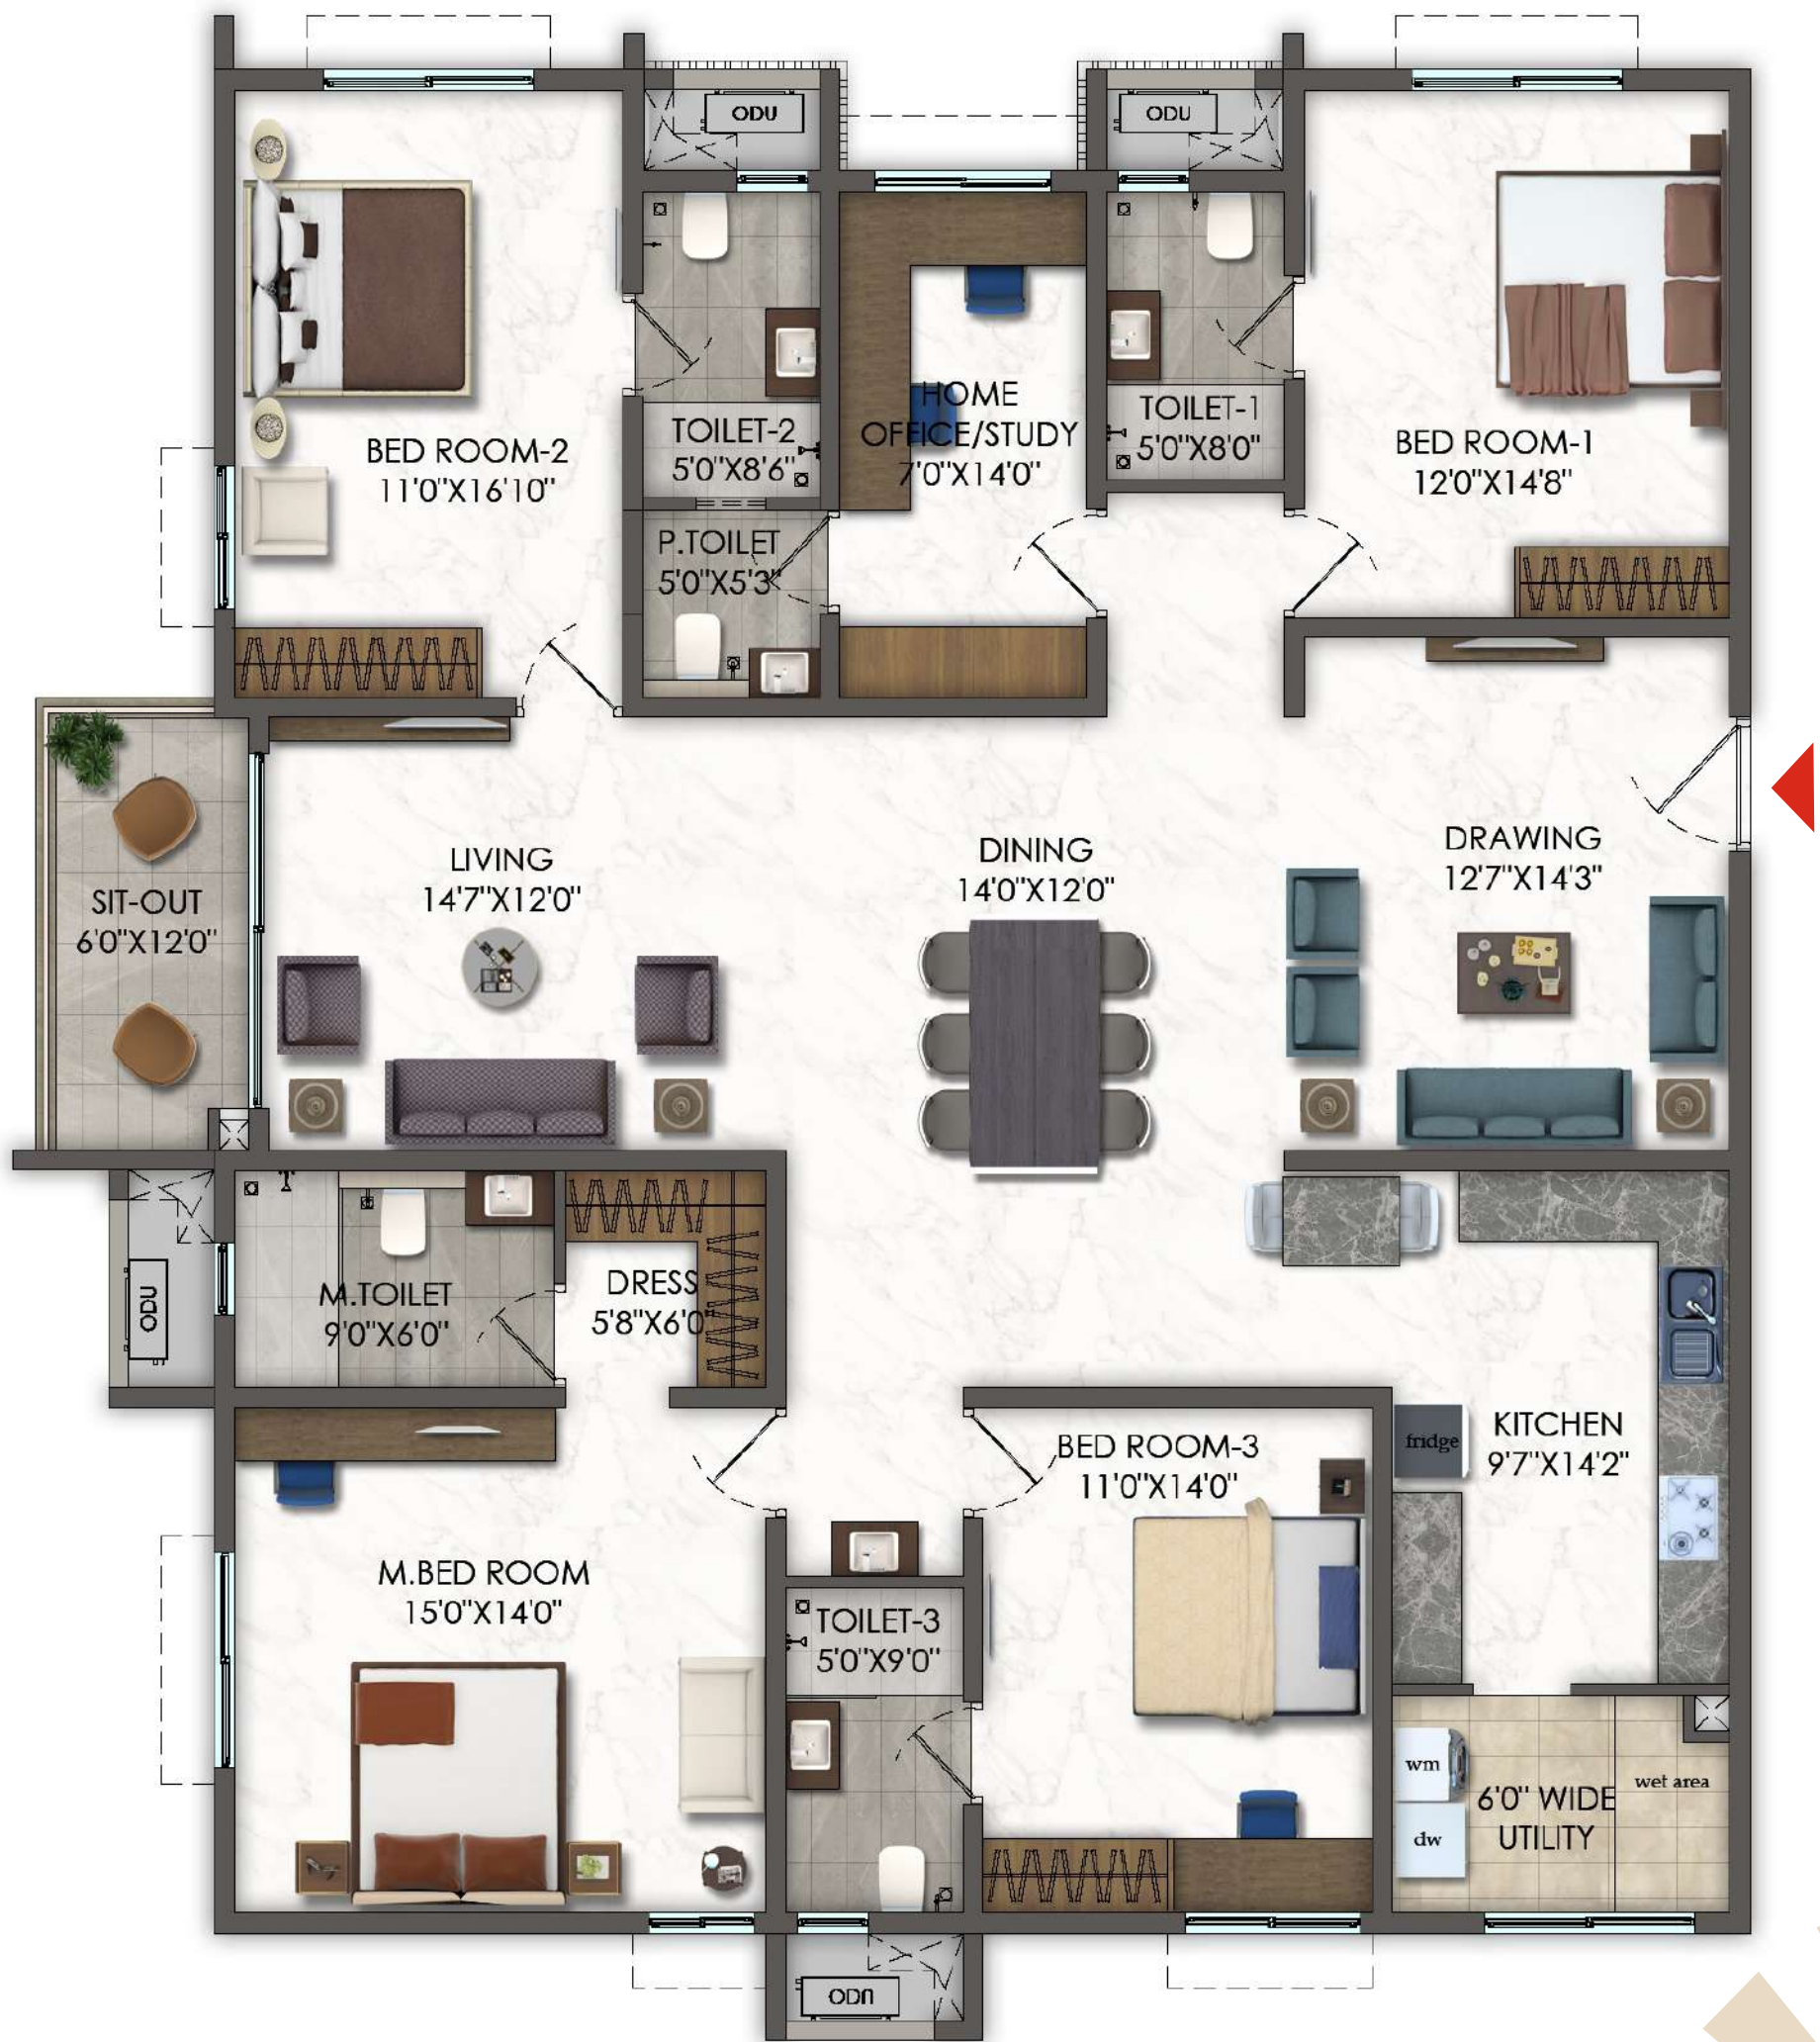 ODU
ODU
BED ROOM-2
11'0"X16'10"
TOILET-2
5'0"X8'6"
HOME
OFFICE/STUDY
7'0"X14'0"
TOILET-1
5'0"X8'0"
BED ROOM-1
12'0"X14'8"
P.TOILET
5'0"X5'3"
LIVING
14'7"X12'0"
DINING
14'0"X12'0"
DRAWING
12'7"X14'3"
SIT-OUT
6'0"X12'0"
ODU
M.TOILET
9'0"X6'0"
DRESS
5'8"X6'0"
BED ROOM-3
11'0"X14'0"
fridge
KITCHEN
9'7"X14'2"
M.BED ROOM
15'0"X14'0"
TOILET-3
5'0"X9'0"
wm
dw
6'0" WIDE
UTILITY
wet area
ODU